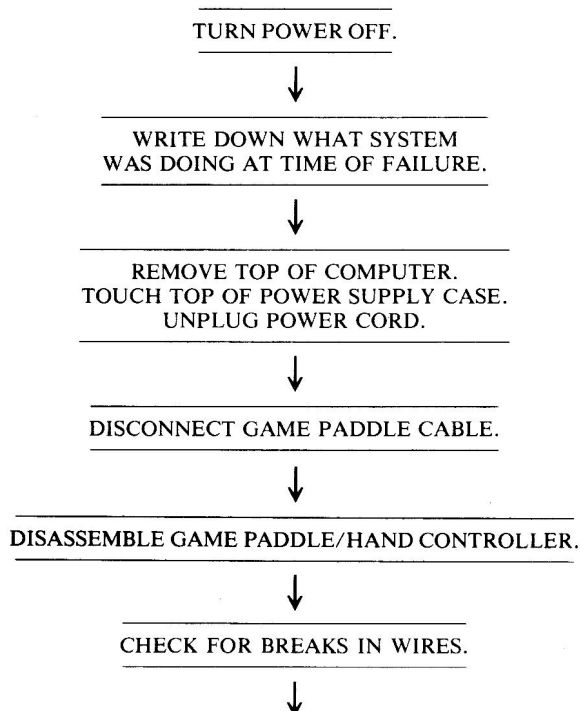 TURN POWER OFF.
WRITE DOWN WHAT SYSTEM
WAS DOING AT TIME OF FAILURE.
REMOVE TOP OF COMPUTER.
TOUCH TOP OF POWER SUPPLY CASE.
UNPLUG POWER CORD.
DISCONNECT GAME PADDLE CABLE.
DISASSEMBLE GAME PADDLE/HAND CONTROLLER.
CHECK FOR BREAKS IN WIRES.